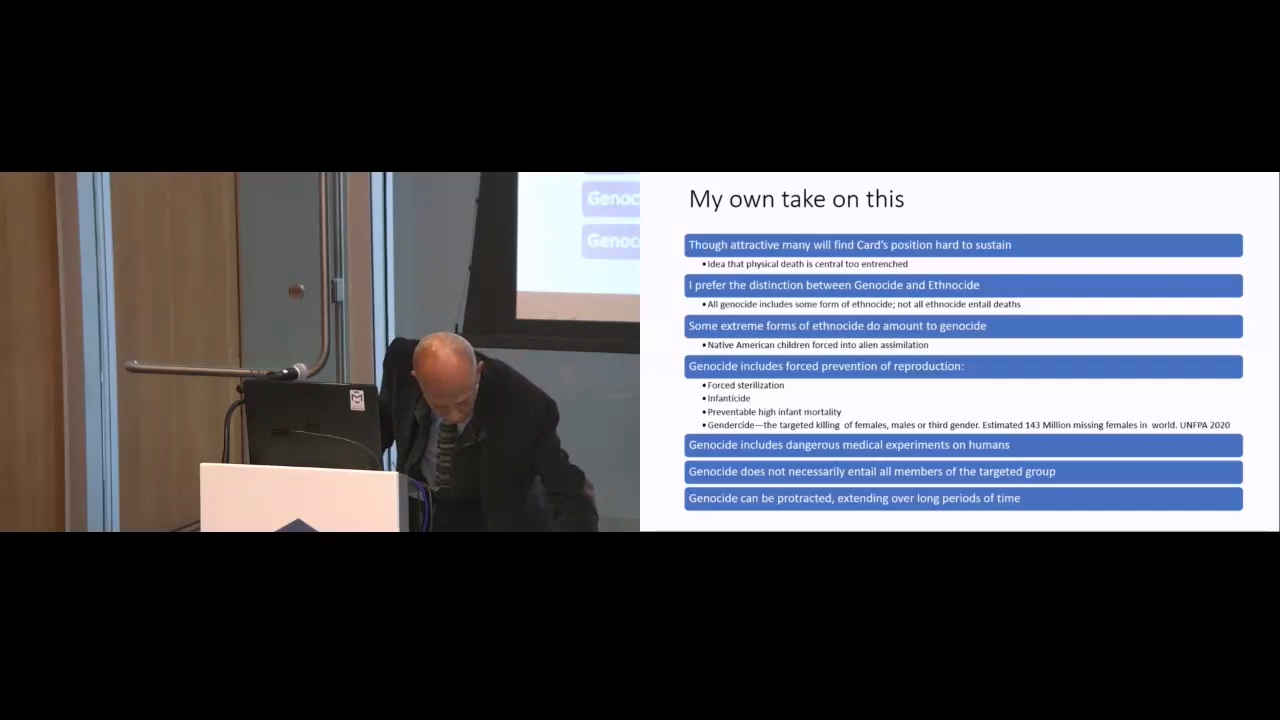 Genoc
Genoc
My own take on this
Though attractive many will find Card's position hard to sustain
•Idea that physical death is central too entrenched
I prefer the distinction between Genocide and Ethnocide
•All genocide includes some form of ethnocide; not all ethnocide entail deaths
Some extreme forms of ethnocide do amount to genocide
•Native American children forced into alien assimilation
Genocide includes forced prevention of reproduction:
•Forced sterilization
•Infanticide
•Preventable high infant mortality
•Gendercide—the targeted killing of females, males or third gender. Estimated 143 Million missing females in world. UNFPA 2020
Genocide includes dangerous medical experiments on humans
Genocide does not necessarily entail all members of the targeted group
Genocide can be protracted, extending over long periods of time